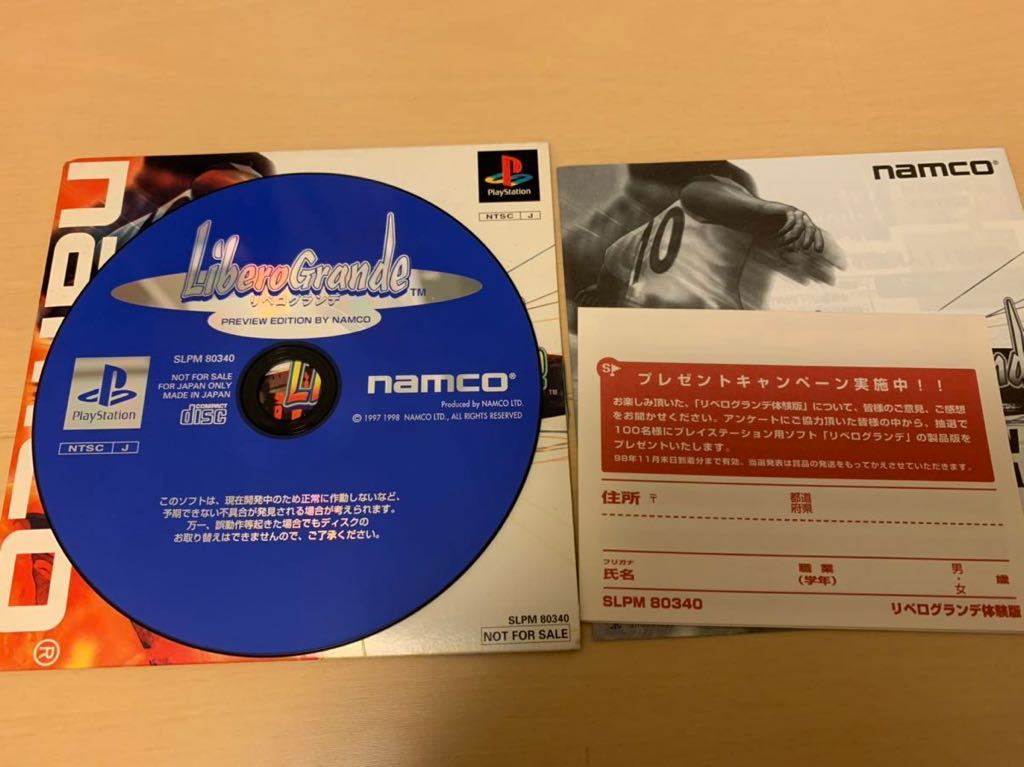 PlayStation
NTSC J
LiberoGrande™
リベログランデ
PREVIEW EDITION BY NAMCO
SLPM 80340
NOT FOR SALE
FOR JAPAN ONLY
MADE IN JAPAN
COMPACT
disc
PlayStation
NTSC J
namco®
Produced by NAMCO LTD.
© 1997 1998 NAMCO LTD., ALL RIGHTS RESERVED
このソフトは、現在開発中のため正常に作動しないなど、
予期できない不具合が発見される場合が考えられます。
万一、誤動作等起きた場合でもディスクの
お取り替えはできませんので、ご了承ください。
TM
SLPM 80340
NOT FOR SALE
®
namco®
10
プレゼントキャンペーン実施中！！
お楽しみ頂いた、「リベログランデ体験版」について、皆様のご意見、ご感想
をお聞かせください。アンケートにご協力頂いた皆様の中から、抽選で
100名様にプレイステーション用ソフト「リベログランデ」の製品版を
プレゼントいたします。
98年11月末日到着分まで有効、当選発表は賞品の発送をもってかえさせていただきます。
住所 〒 都道
府県
フリガナ
氏名 職業
(学年) 男・女 歳
SLPM 80340 リベログランデ体験版